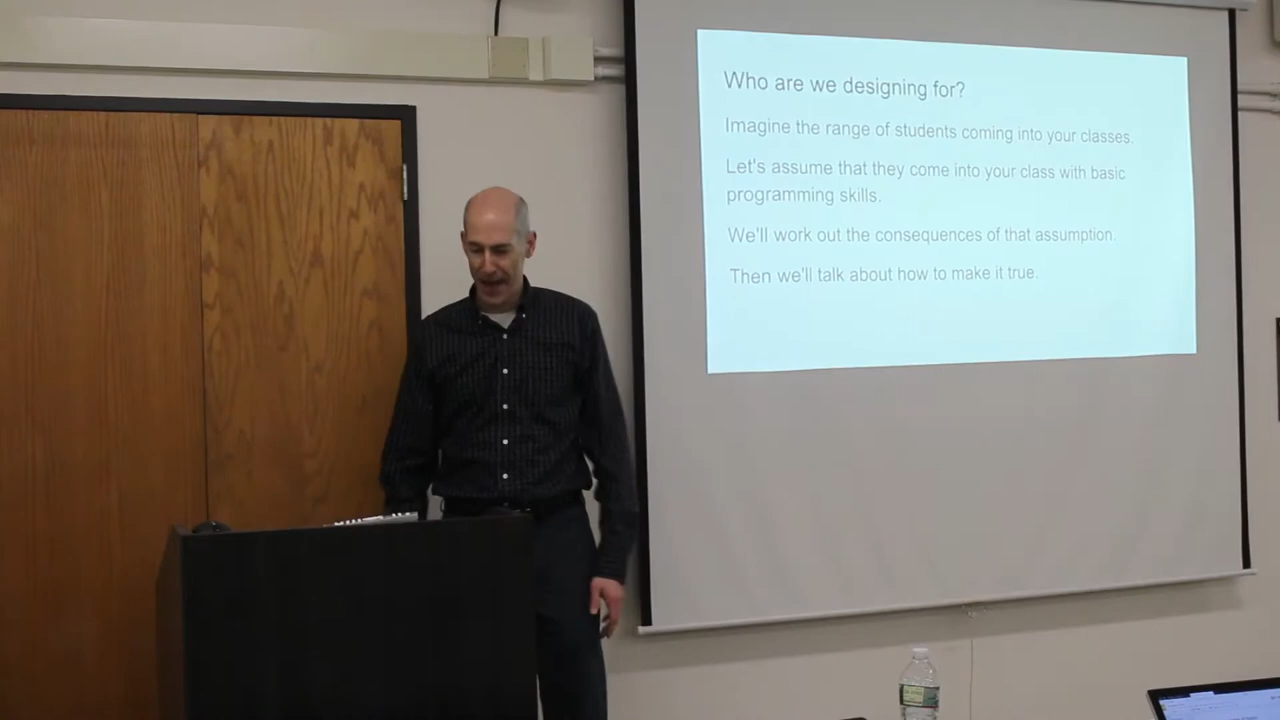 Who are we designing for?
Imagine the range of students coming into your classes.
Let's assume that they come into your class with basic
programming skills.
We'll work out the consequences of that assumption.
Then we'll talk about how to make it true.